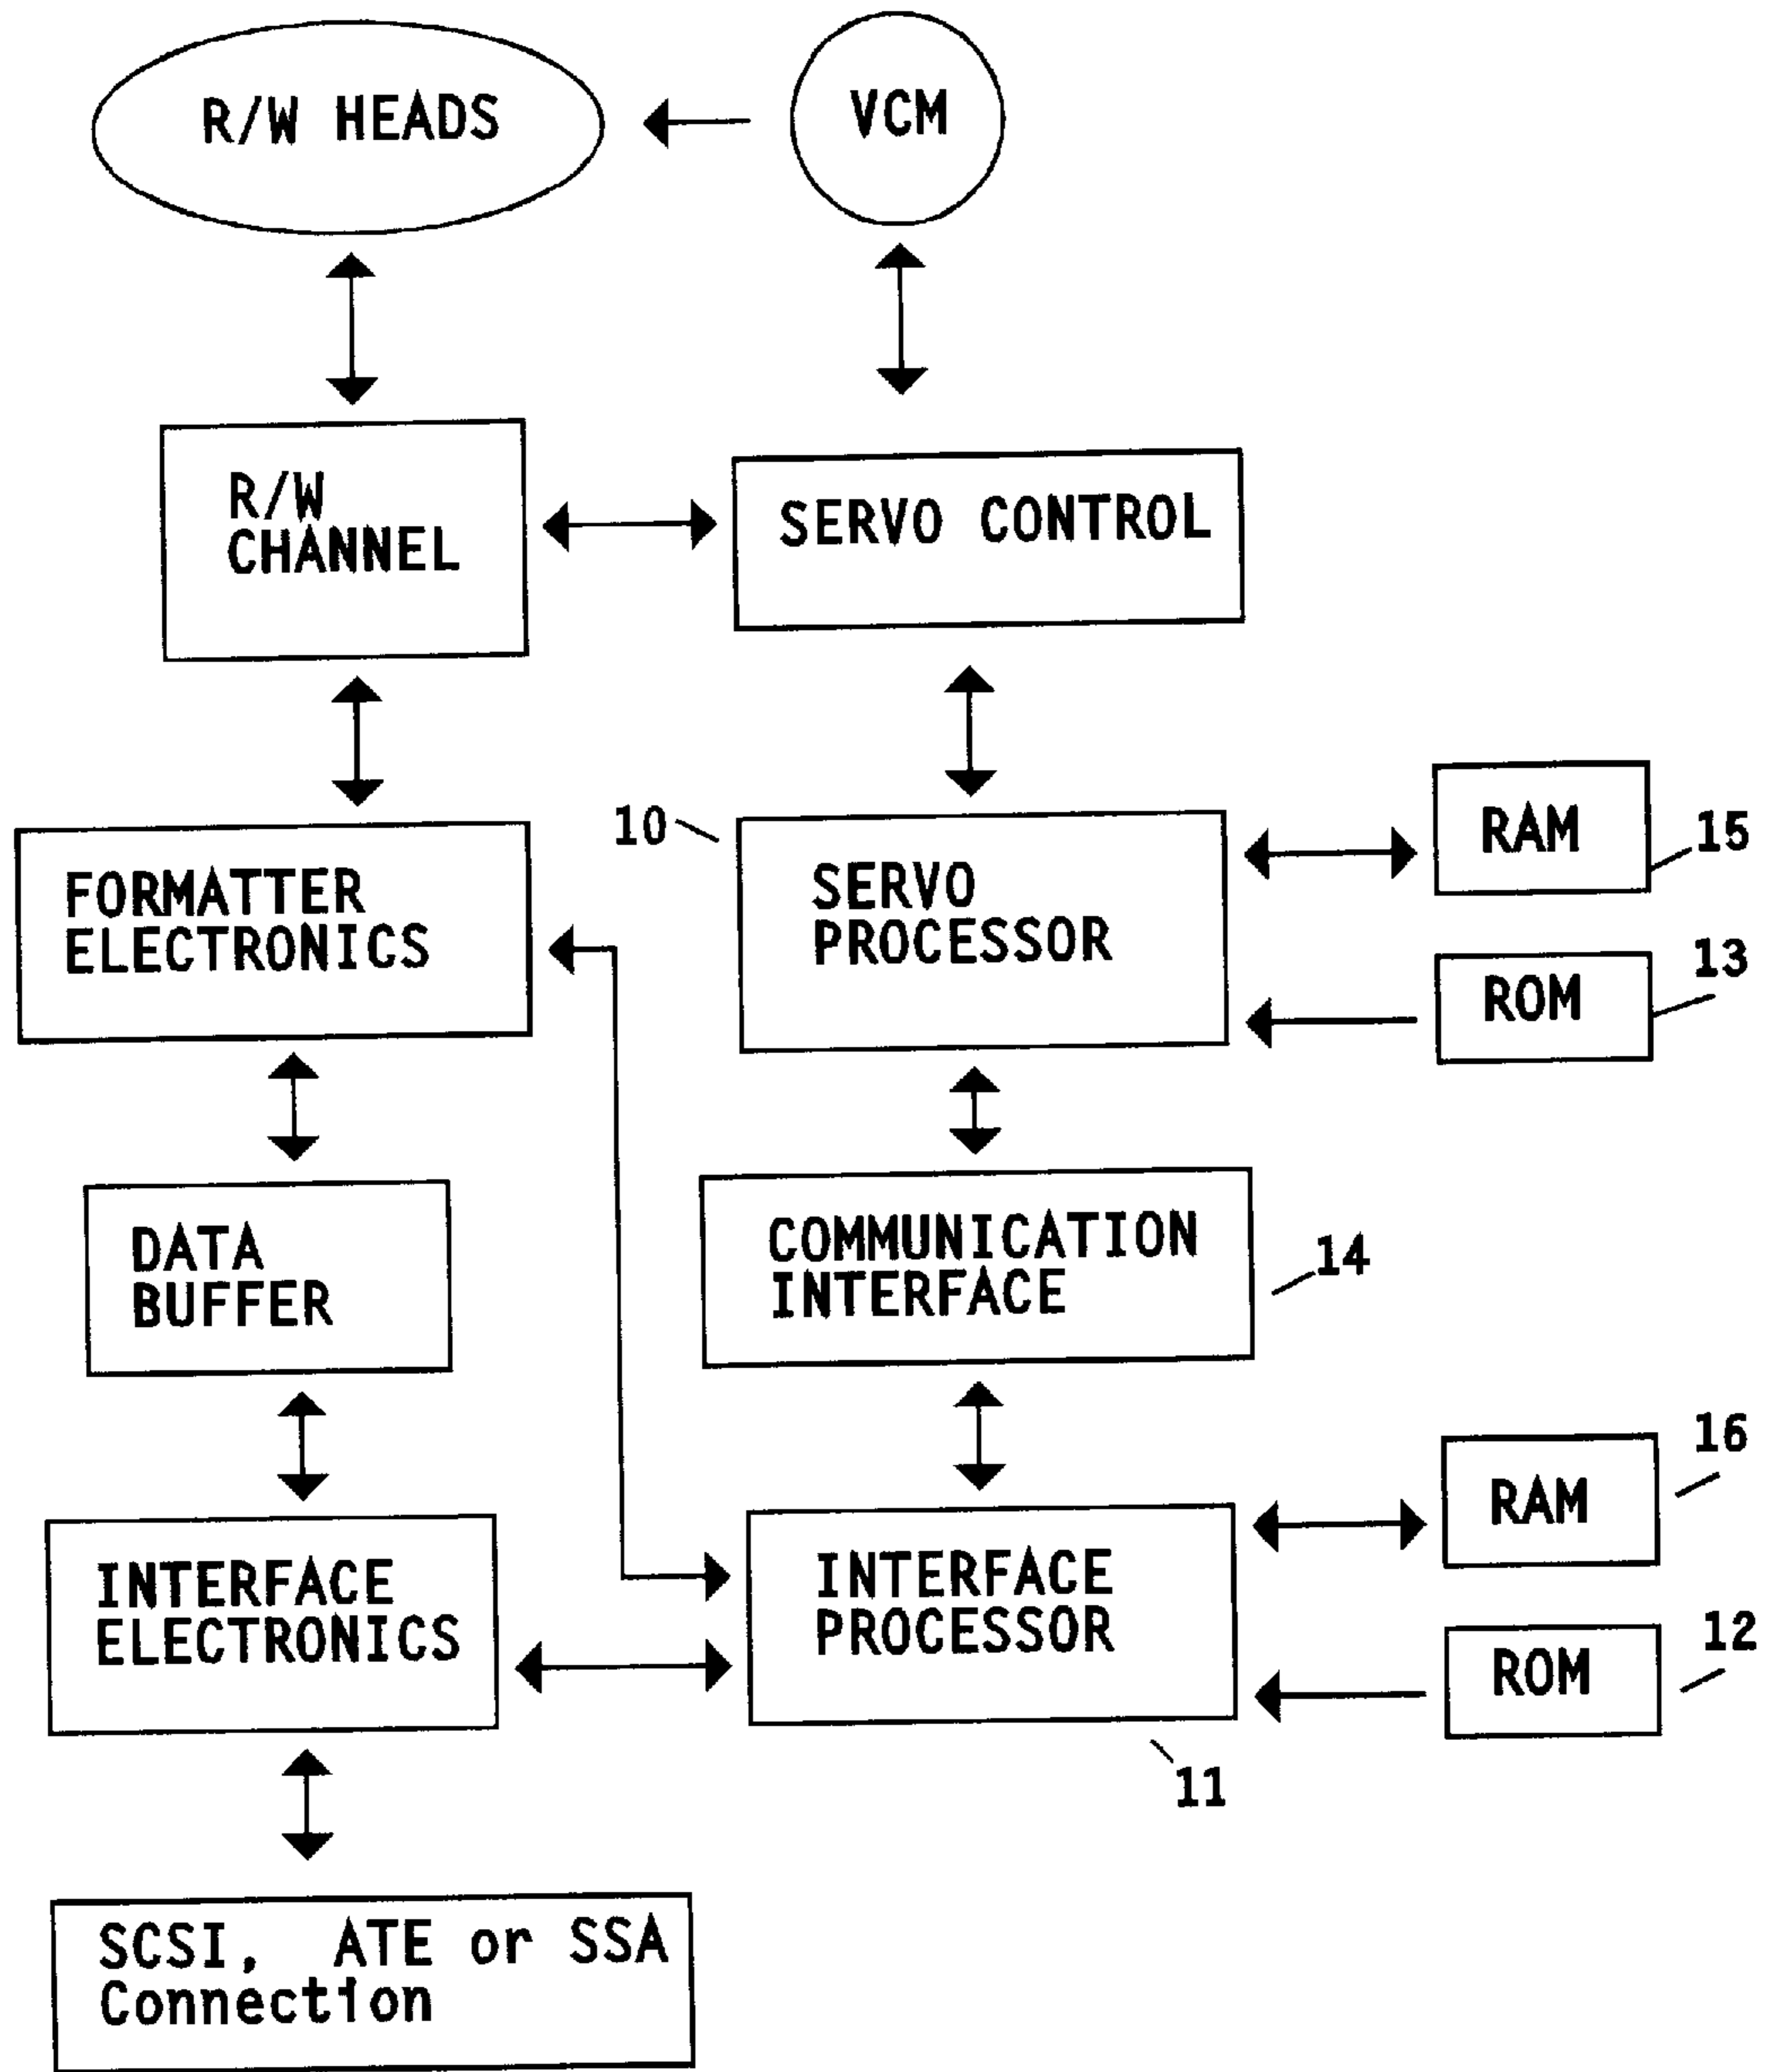 R/W HEADS
VCM
R/W
CHANNEL
SERVO CONTROL
10
SERVO
PROCESSOR
RAM
15
ROM
13
FORMATTER
ELECTRONICS
DATA
BUFFER
COMMUNICATION
INTERFACE
14
INTERFACE
ELECTRONICS
INTERFACE
PROCESSOR
11
RAM
16
ROM
12
SCSI, ATE or SSA
Connection